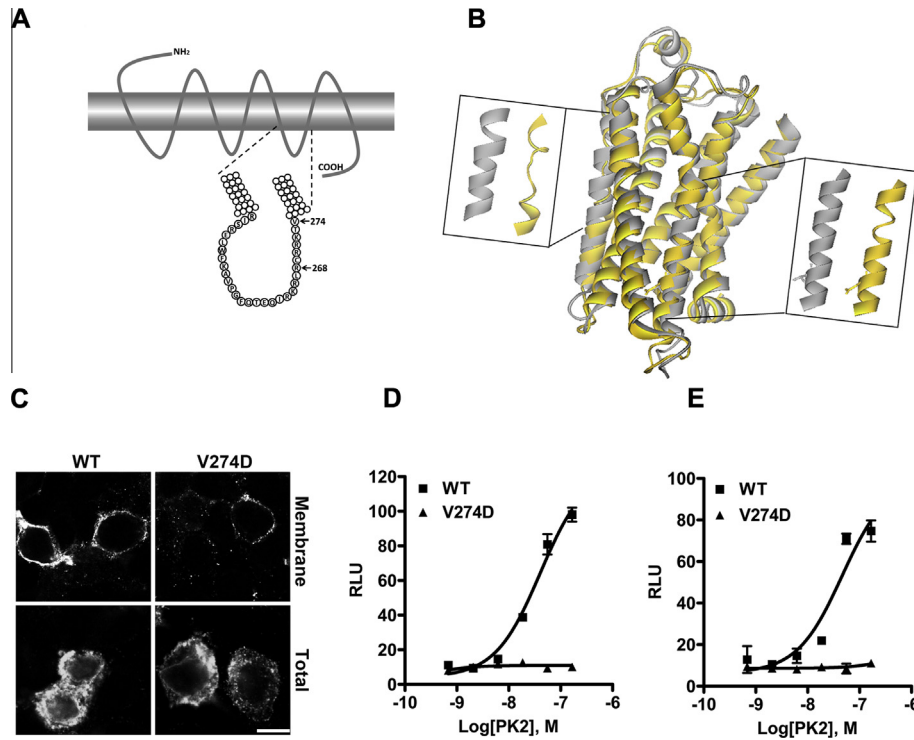 A
NH₂
COOH
274
268
B
C
WT V274D
Membrane
Total
D
120
100
80
60
40
20
0
RLU
WT
V274D
-10 -9 -8 -7 -6
Log[PK2], M
E
100
80
60
40
20
0
RLU
WT
V274D
-10 -9 -8 -7 -6
Log[PK2], M